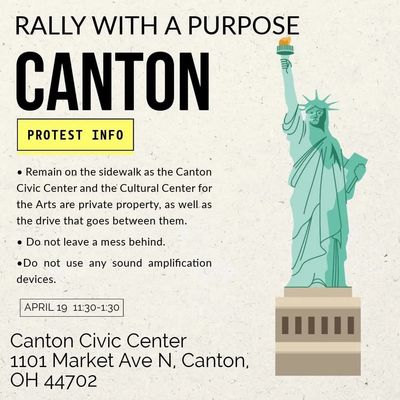 RALLY WITH A PURPOSE
CANTON
PROTEST INFO
• Remain on the sidewalk as the Canton
Civic Center and the Cultural Center for
the Arts are private property, as well as
the drive that goes between them.
• Do not leave a mess behind.
•Do not use any sound amplification
devices.
APRIL 19 11:30-1:30
Canton Civic Center
1101 Market Ave N, Canton,
OH 44702